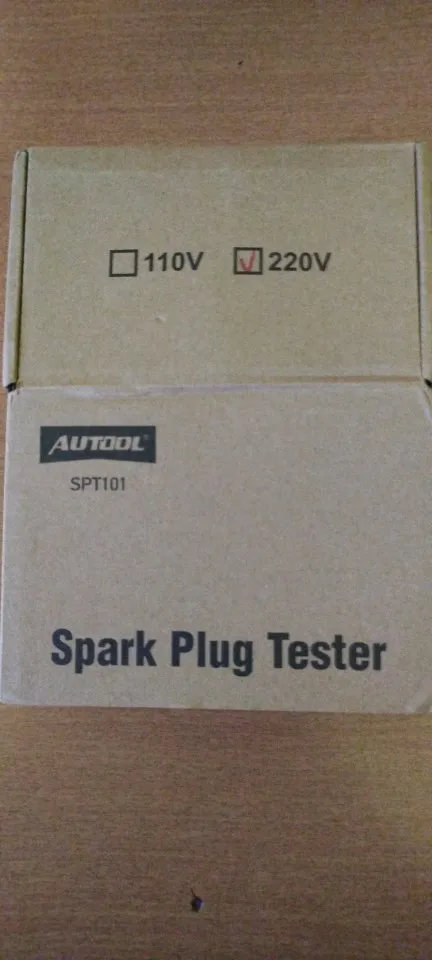 110V 220V
AUTOOL®
SPT101
Spark Plug Tester